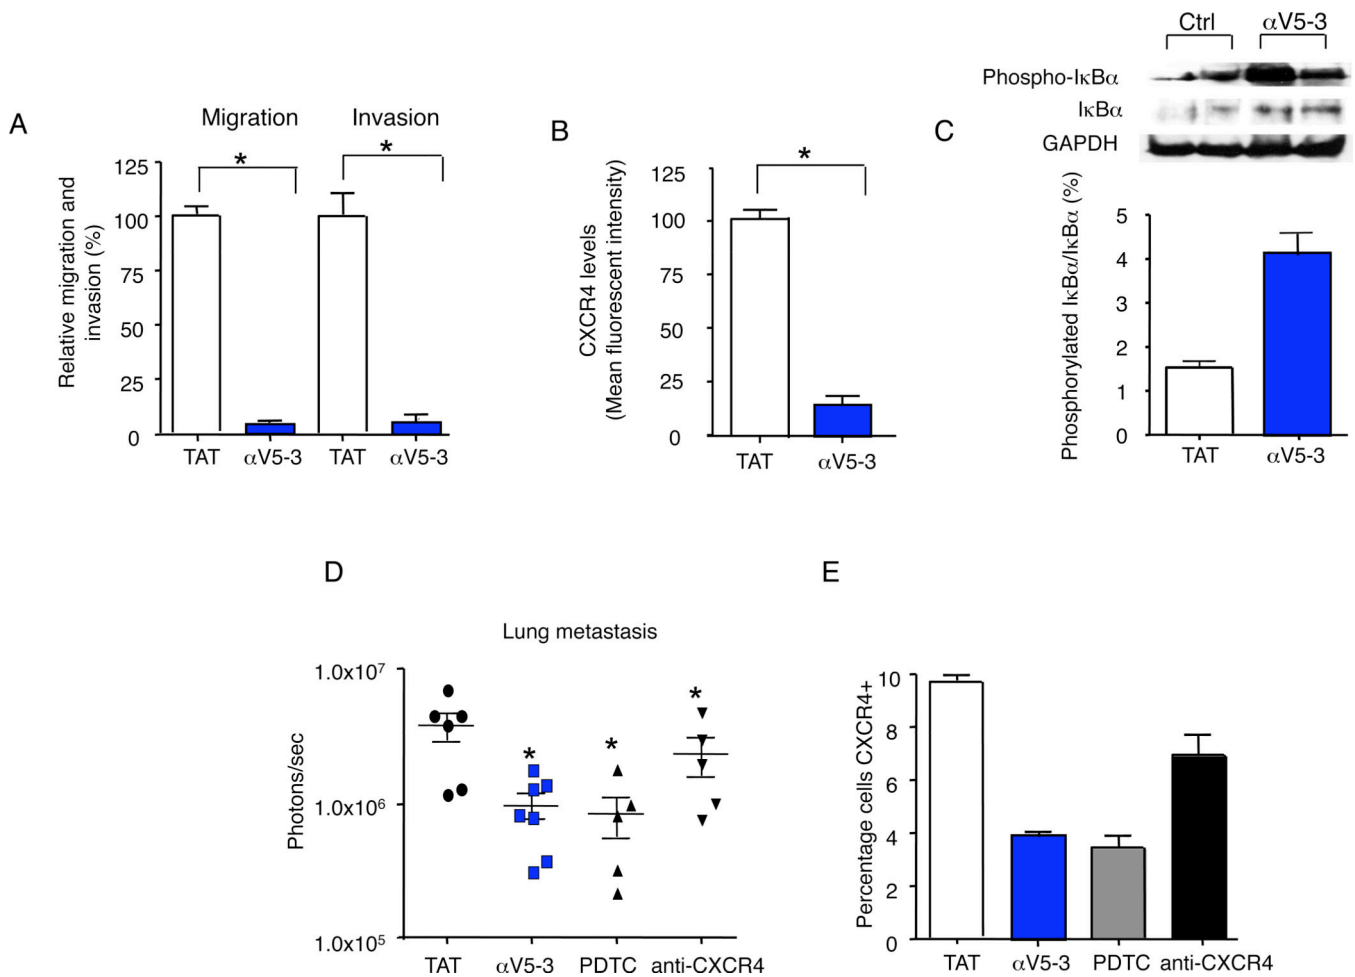 A
Migration
Invasion
*
*
Relative migration and
invasion (%)
125
100
75
50
25
0
TAT
αV5-3
TAT
αV5-3
B
*
CXCR4 levels
(Mean fluorescent intensity)
125
100
75
50
25
0
TAT
αV5-3
C
Ctrl
αV5-3
Phospho-IκBα
IκBα
GAPDH
Phosphorylated IκBα/IκBα (%)
5
4
3
2
1
0
TAT
αV5-3
D
Lung metastasis
Photons/sec
1.0x10⁷
1.0x10⁶
1.0x10⁵
*
*
*
TAT
αV5-3
PDTC
anti-CXCR4
E
Percentage cells CXCR4+
10
8
6
4
2
0
TAT
αV5-3
PDTC
anti-CXCR4